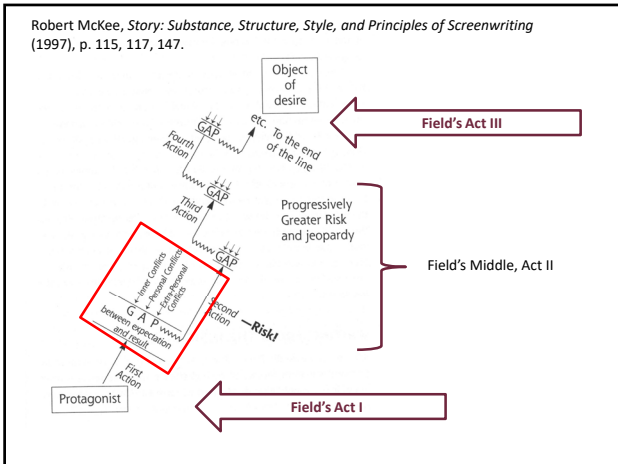 Robert McKee, Story: Substance, Structure, Style, and Principles of Screenwriting
(1997), p. 115, 117, 147.
Object
of
desire
Field's Act III
etc. To the end
of the line
GAP
Fourth
Action
GAP
Third
Action
Progressively
Greater Risk
and jeopardy
Field's Middle, Act II
GAP
Inner Conflicts
Personal Conflicts
Extra-Personal
Conflicts
GAP
between expectation
and result
Second
Action
—Risk!
First
Action
Protagonist
Field's Act I